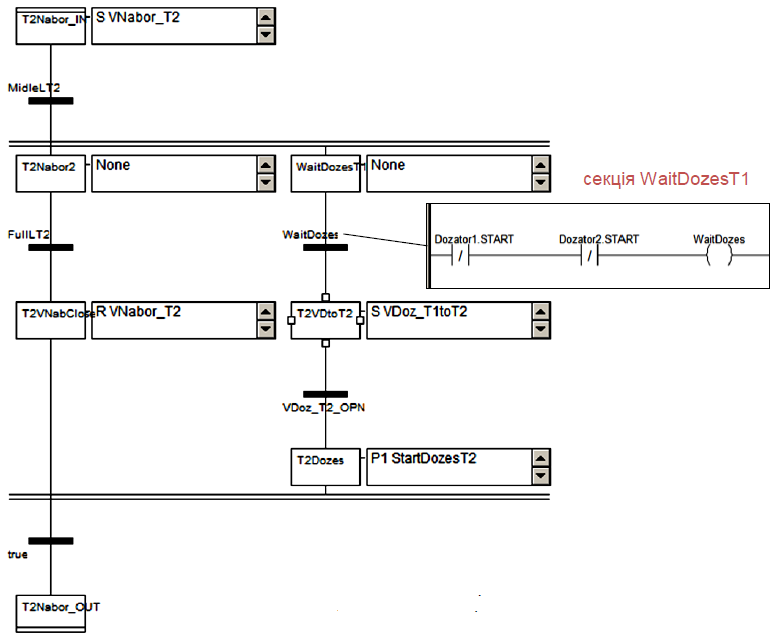 T2Nabor_IN
S VNabor_T2
MidleLT2
T2Nabor2
None
WaitDozesT1
None
секція WaitDozesT1
FullLT2
WaitDozes
Dozator1.START
Dozator2.START
WaitDozes
T2VNabClose
R VNabor_T2
T2VDtoT2
S VDoz_T1toT2
VDoz_T2_OPN
T2Dozes
P1 StartDozesT2
true
T2Nabor_OUT